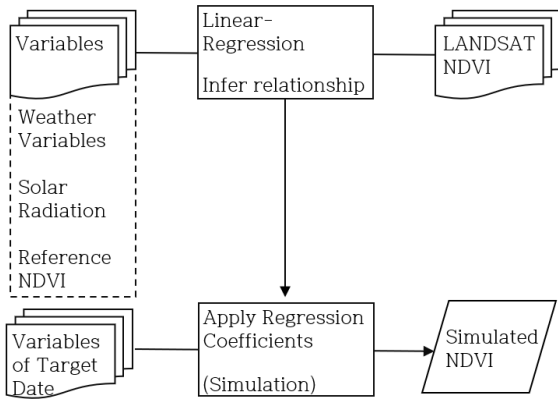 Variables
Linear-
Regression
Infer relationship
LANDSAT
NDVI
Weather
Variables
Solar
Radiation
Reference
NDVI
Variables
of Target
Date
Apply Regression
Coefficients
(Simulation)
Simulated
NDVI